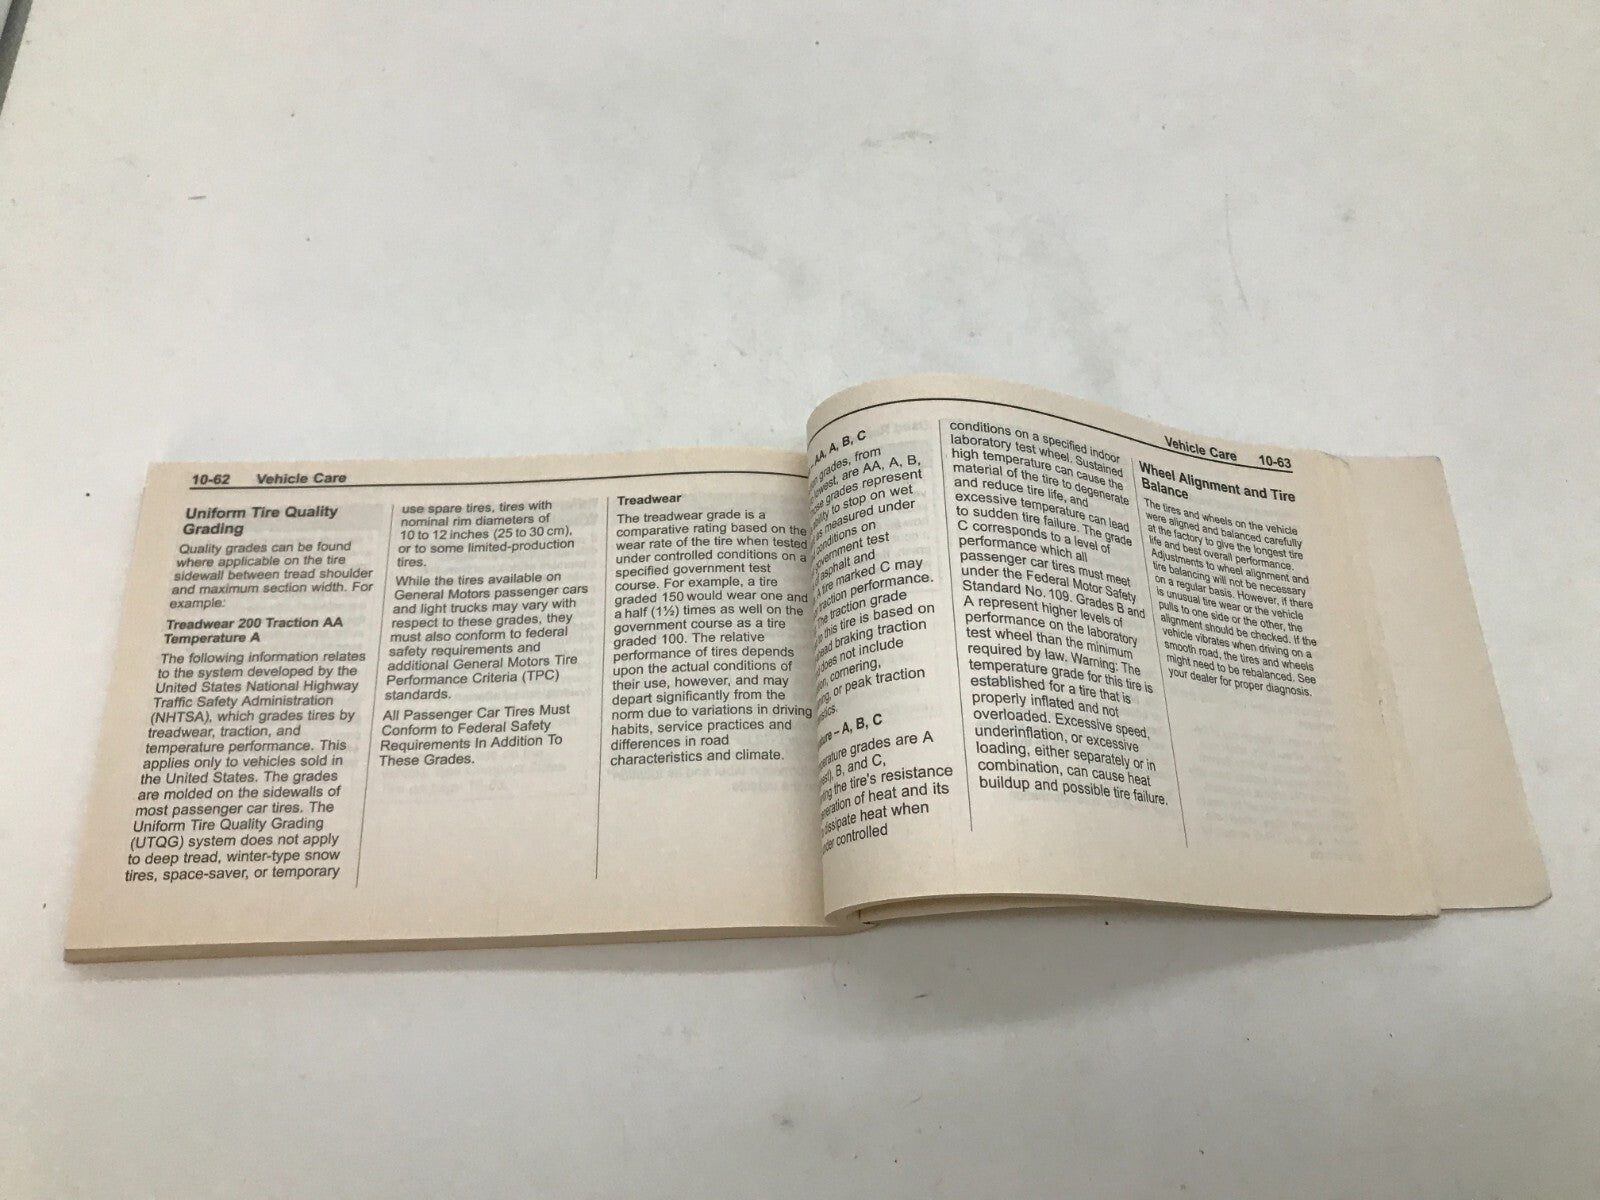 10-62 Vehicle Care
Uniform Tire Quality
Grading
Quality grades can be found
where applicable on the tire
sidewall between tread shoulder
and maximum section width. For
example:
Treadwear 200 Traction AA
Temperature A
The following information relates
to the system developed by the
United States National Highway
Traffic Safety Administration
(NHTSA), which grades tires by
treadwear, traction, and
temperature performance. This
applies only to vehicles sold in
the United States. The grades
are molded on the sidewalls of
most passenger car tires. The
Uniform Tire Quality Grading
(UTQG) system does not apply
to deep tread, winter-type snow
tires, space-saver, or temporary
use spare tires, tires with
nominal rim diameters of
10 to 12 inches (25 to 30 cm),
or to some limited-production
tires.
While the tires available on
General Motors passenger cars
and light trucks may vary with
respect to these grades, they
must also conform to federal
safety requirements and
additional General Motors Tire
Performance Criteria (TPC)
standards.
All Passenger Car Tires Must
Conform to Federal Safety
Requirements In Addition To
These Grades.
Treadwear
The treadwear grade is a
comparative rating based on the
wear rate of the tire when tested
under controlled conditions on a
specified government test
course. For example, a tire
graded 150 would wear one and
a half (1½) times as well on the
government course as a tire
graded 100. The relative
performance of tires depends
upon the actual conditions of
their use, however, and may
depart significantly from the
norm due to variations in driving
habits, service practices and
differences in road
characteristics and climate.
Vehicle Care 10-63
– AA, A, B, C
grades, from
are AA, A, B,
grades represent
to stop on wet
as measured under
conditions on
government test
asphalt and
A tire marked C may
traction performance.
The traction grade
this tire is based on
braking traction
does not include
cornering,
or peak traction
– A, B, C
grades are A
B, and C,
the tire's resistance
of heat and its
dissipate heat when
controlled
conditions on a specified indoor
laboratory test wheel. Sustained
high temperature can cause the
material of the tire to degenerate
and reduce tire life, and
excessive temperature can lead
to sudden tire failure. The grade
C corresponds to a level of
performance which all
passenger car tires must meet
under the Federal Motor Safety
Standard No. 109. Grades B and
A represent higher levels of
performance on the laboratory
test wheel than the minimum
required by law. Warning: The
temperature grade for this tire is
established for a tire that is
properly inflated and not
overloaded. Excessive speed,
underinflation, or excessive
loading, either separately or in
combination, can cause heat
buildup and possible tire failure.
Wheel Alignment and Tire
Balance
The tires and wheels on the vehicle
were aligned and balanced carefully
at the factory to give the longest tire
life and best overall performance.
Adjustments to wheel alignment and
tire balancing will not be necessary
on a regular basis. However, if there
is unusual tire wear or the vehicle
pulls to one side or the other, the
alignment should be checked. If the
vehicle vibrates when driving on a
smooth road, the tires and wheels
might need to be rebalanced. See
your dealer for proper diagnosis.